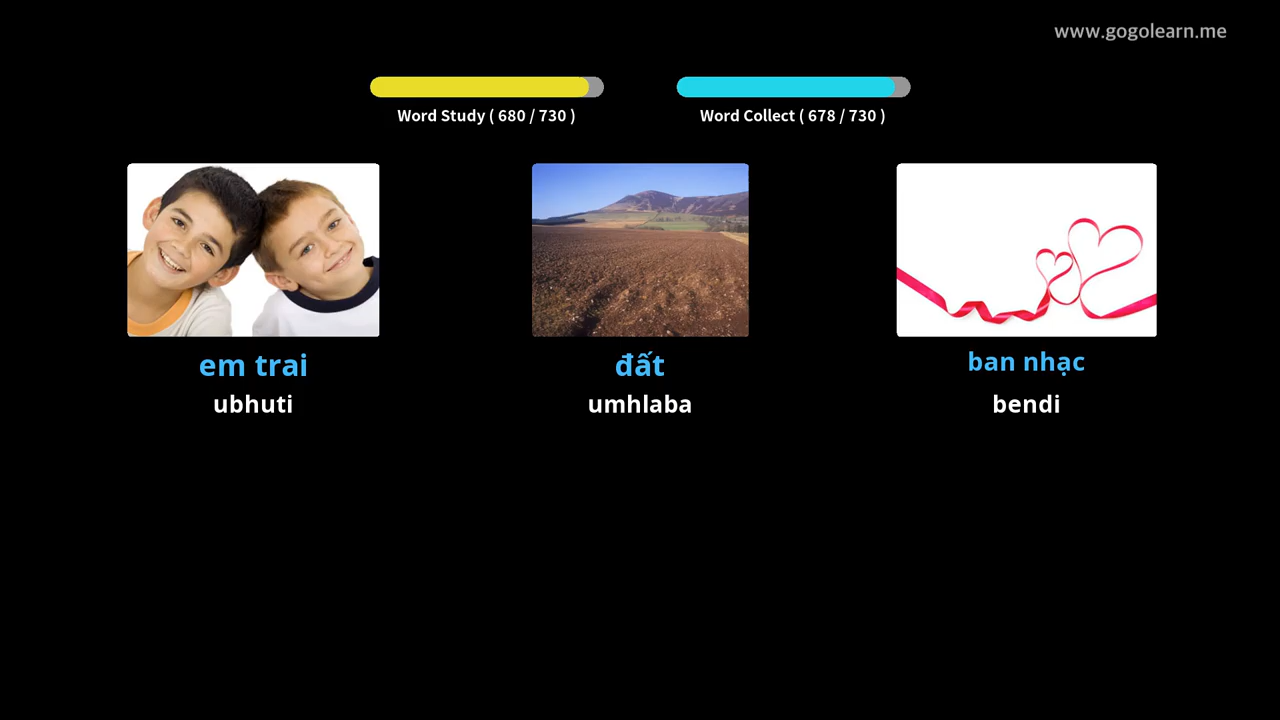 www.gogolearn.me
Word Study ( 680 / 730 )
Word Collect ( 678 / 730 )
em trai
ubhuti
đất
umhlaba
ban nhạc
bendi